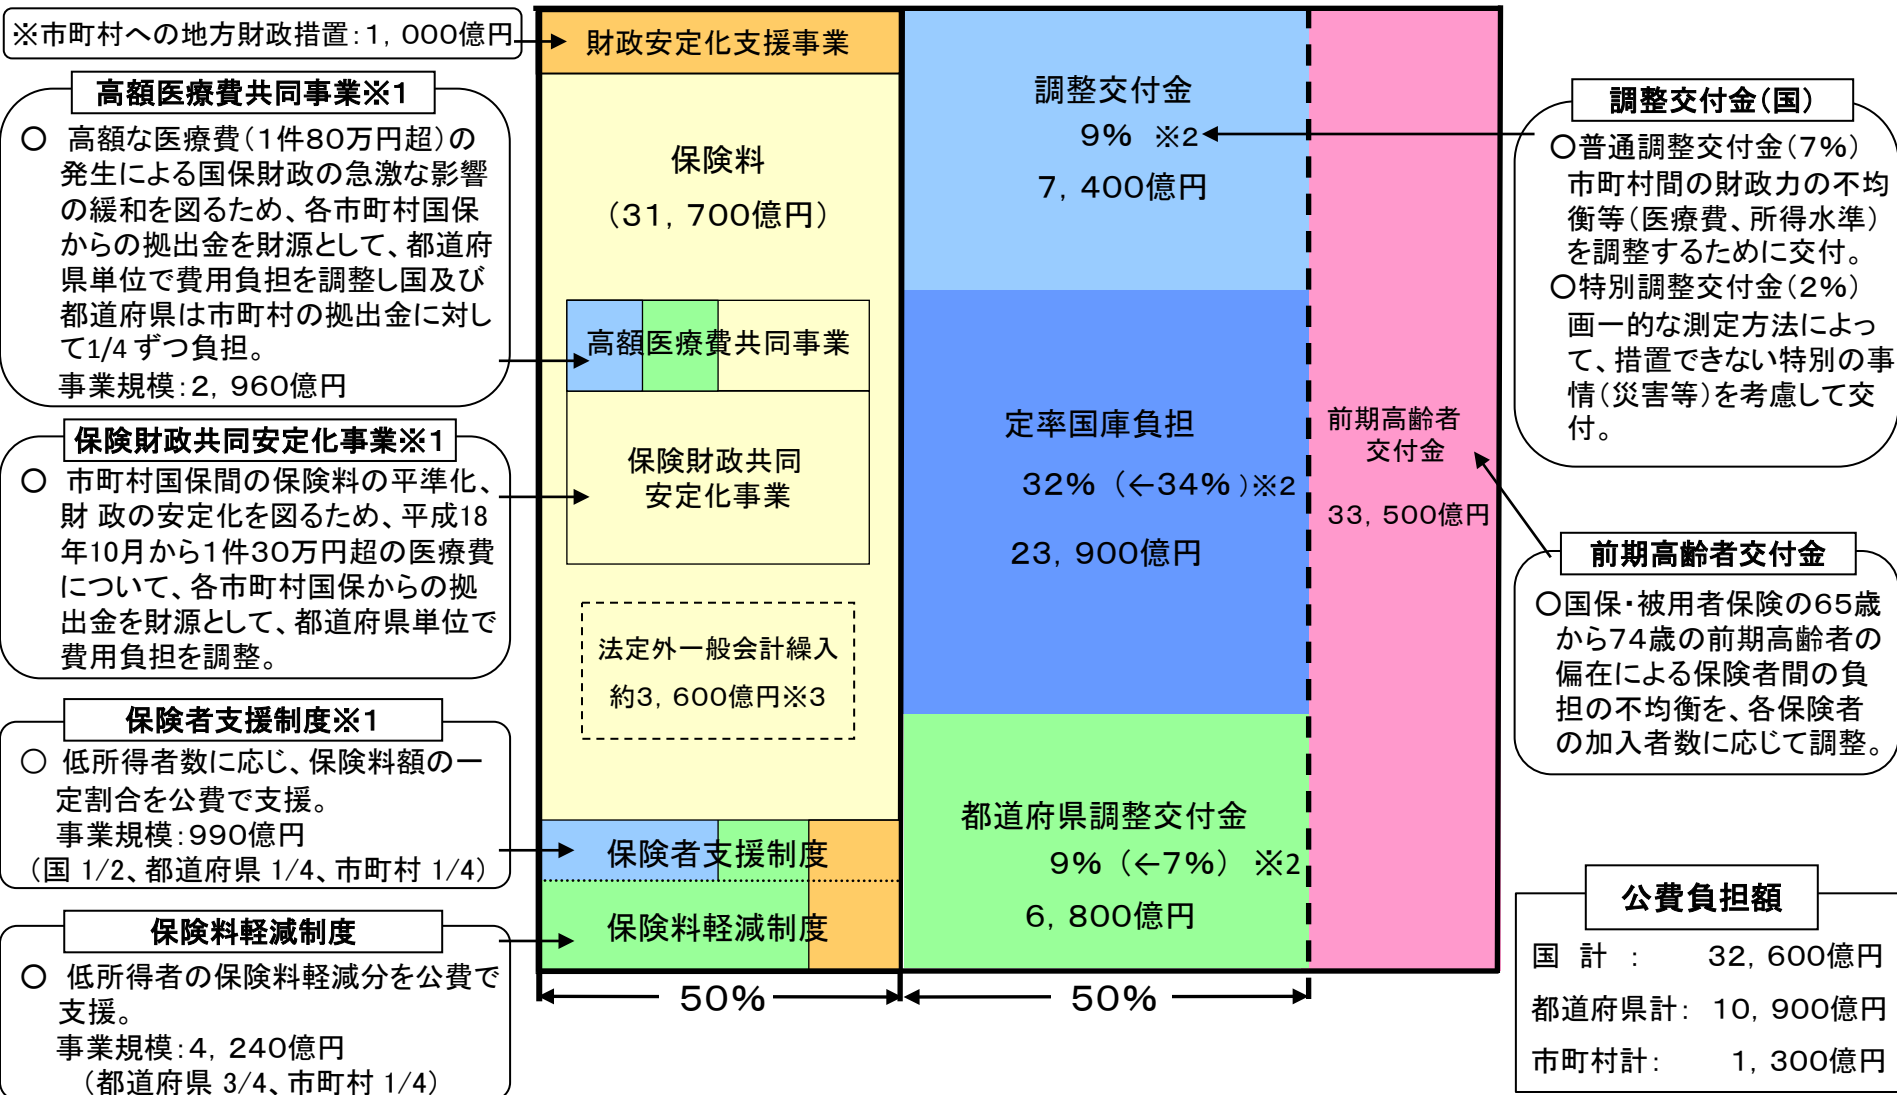 ※市町村への地方財政措置：１，０００億円
高額医療費共同事業※１
○ 高額な医療費（１件８０万円超）の
発生による国保財政の急激な影響
の緩和を図るため、各市町村国保
からの拠出金を財源として、都道府
県単位で費用負担を調整し国及び
都道府県は市町村の拠出金に対し
て1/4 ずつ負担。
事業規模：２，９６０億円
保険財政共同安定化事業※１
○ 市町村国保間の保険料の平準化、
財 政の安定化を図るため、平成18
年10月から１件３０万円超の医療費
について、各市町村国保からの拠
出金を財源として、都道府県単位で
費用負担を調整。
保険者支援制度※１
○ 低所得者数に応じ、保険料額の一
定割合を公費で支援。
事業規模：９９０億円
（国 1/2、都道府県 1/4、市町村 1/4）
保険料軽減制度
○ 低所得者の保険料軽減分を公費で
支援。
事業規模：４，２４０億円
（都道府県 3/4、市町村 1/4）
財政安定化支援事業
保険料
（３１，７００億円）
高額医療費共同事業
保険財政共同
安定化事業
法定外一般会計繰入
約３，６００億円※３
保険者支援制度
保険料軽減制度
５０％
調整交付金
９％ ※２
７，４００億円
定率国庫負担
３２％（←３４％）※２
２３，９００億円
都道府県調整交付金
９％（←７％） ※２
６，８００億円
５０％
前期高齢者
交付金
３３，５００億円
調整交付金（国）
○普通調整交付金（７％）
市町村間の財政力の不均
衡等（医療費、所得水準）
を調整するために交付。
○特別調整交付金（２％）
画一的な測定方法によっ
て、措置できない特別の事
情（災害等）を考慮して交
付。
前期高齢者交付金
○国保・被用者保険の６５歳
から７４歳の前期高齢者の
偏在による保険者間の負
担の不均衡を、各保険者
の加入者数に応じて調整。
公費負担額
国 計 ： ３２，６００億円
都道府県計： １０，９００億円
市町村計： １，３００億円